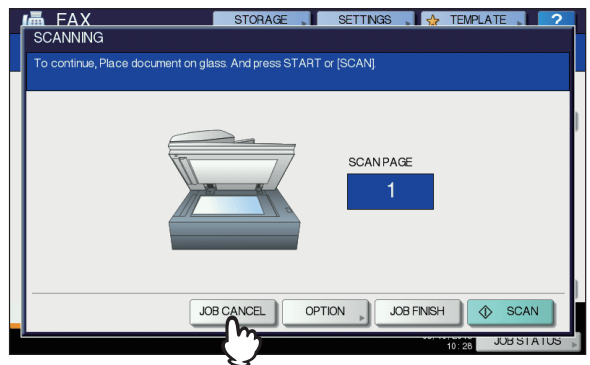 FAX
STORAGE SETTINGS TEMPLATE ?
SCANNING
To continue, Place document on glass. And press START or [SCAN]
SCAN PAGE
1
JOB CANCEL OPTION JOB FINISH SCAN
10:28 JOB STATUS